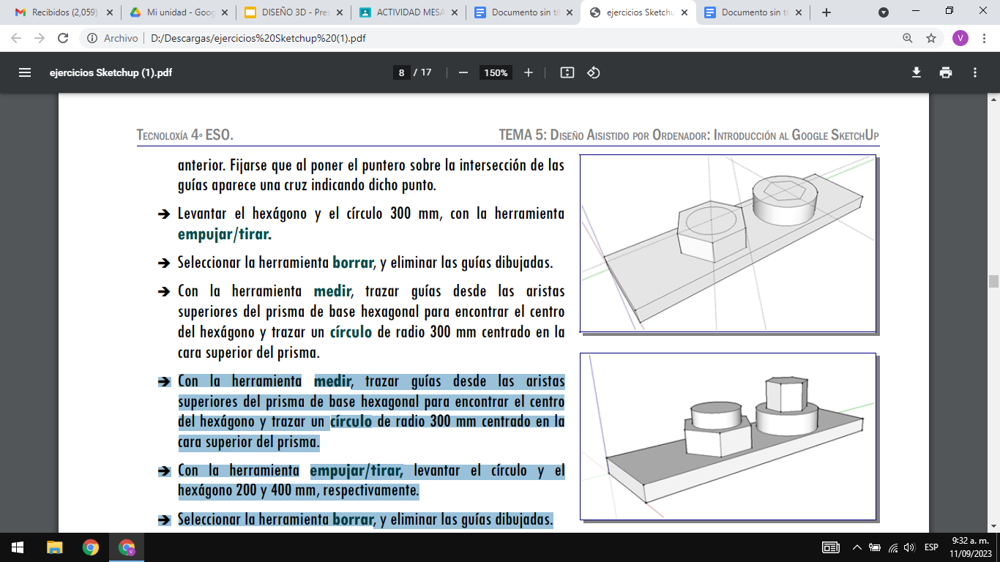 Recibidos (2,059)
Mi unidad - Goog
DISEÑO 3D - Pres
ACTIVIDAD MESA
Documento sin tí
ejercicios Sketchu
Documento sin tí
Archivo
D:/Descargas/ejercicios%20Sketchup%20(1).pdf
V
ejercicios Sketchup (1).pdf
8 / 17
150%
TECNOLOXÍA 4º ESO.
TEMA 5: DISEÑO AISISTIDO POR ORDENADOR: INTRODUCCIÓN AL GOOGLE SKETCHUP
anterior. Fijarse que al poner el puntero sobre la intersección de las
guías aparece una cruz indicando dicho punto.
➔ Levantar el hexágono y el círculo 300 mm, con la herramienta
empujar/tirar.
➔ Seleccionar la herramienta borrar, y eliminar las guías dibujadas.
➔ Con la herramienta medir, trazar guías desde las aristas
superiores del prisma de base hexagonal para encontrar el centro
del hexágono y trazar un círculo de radio 300 mm centrado en la
cara superior del prisma.
➔ Con la herramienta medir, trazar guías desde las aristas
superiores del prisma de base hexagonal para encontrar el centro
del hexágono y trazar un círculo de radio 300 mm centrado en la
cara superior del prisma.
➔ Con la herramienta empujar/tirar, levantar el círculo y el
hexágono 200 y 400 mm, respectivamente.
➔ Seleccionar la herramienta borrar, y eliminar las guías dibujadas.
V
ESP
9:32 a. m.
11/09/2023